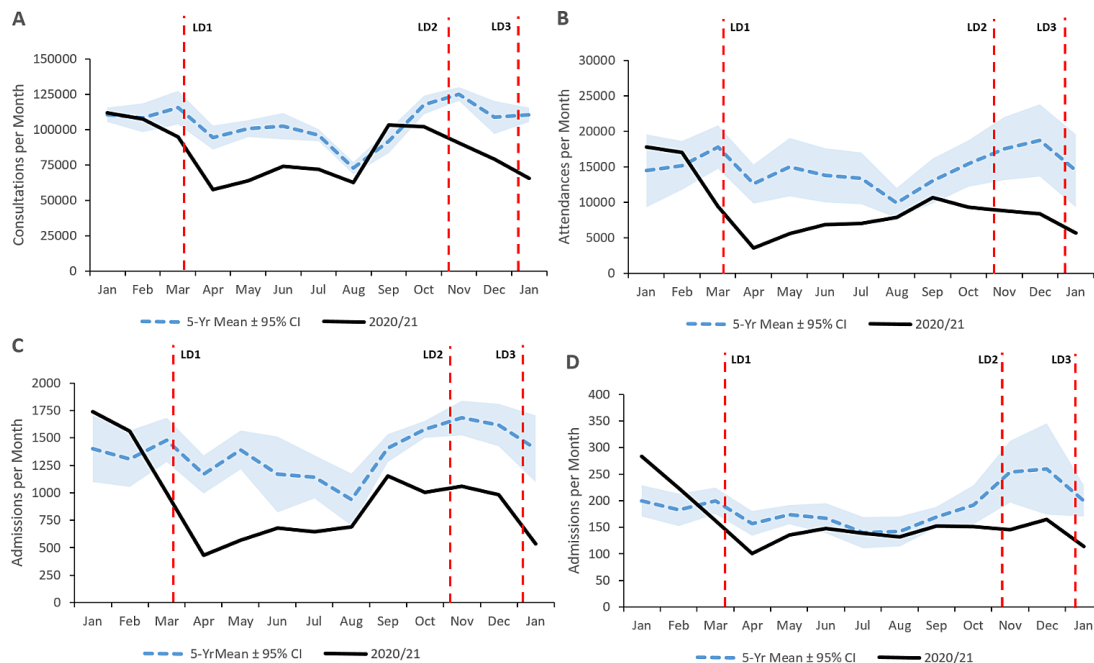 A
LD1
LD2
LD3
Consultations per Month
150000
125000
100000
75000
50000
25000
0
Jan Feb Mar Apr May Jun Jul Aug Sep Oct Nov Dec Jan
5-Yr Mean ± 95% CI 2020/21
B
LD1
LD2
LD3
Attendances per Month
30000
25000
20000
15000
10000
5000
0
Jan Feb Mar Apr May Jun Jul Aug Sep Oct Nov Dec Jan
5-Yr Mean ± 95% CI 2020/21
C
LD1
LD2
LD3
Admissions per Month
2000
1750
1500
1250
1000
750
500
250
0
Jan Feb Mar Apr May Jun Jul Aug Sep Oct Nov Dec Jan
5-YrMean ± 95% CI 2020/21
D
LD1
LD2
LD3
Admissions per Month
400
350
300
250
200
150
100
50
0
Jan Feb Mar Apr May Jun Jul Aug Sep Oct Nov Dec Jan
5-Yr Mean ± 95% CI 2020/21